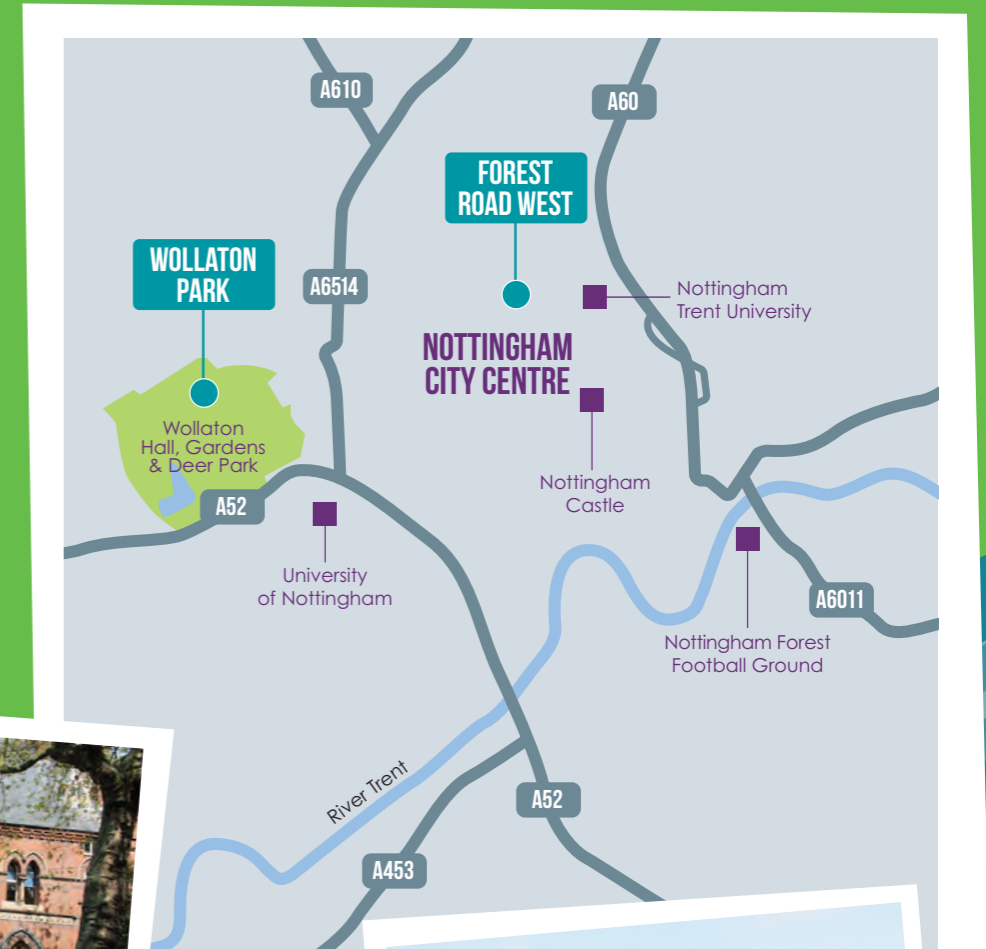 A610
A60
FOREST
ROAD WEST
WOLLATON
PARK
A6514
Nottingham
Trent University
NOTTINGHAM
CITY CENTRE
Wollaton
Hall, Gardens
& Deer Park
Nottingham
Castle
A52
University
of Nottingham
A6011
Nottingham Forest
Football Ground
River Trent
A52
A453